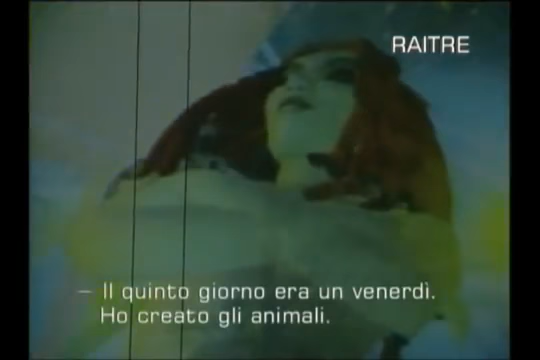 RAITRE
– Il quinto giorno era un venerdì.
Ho creato gli animali.